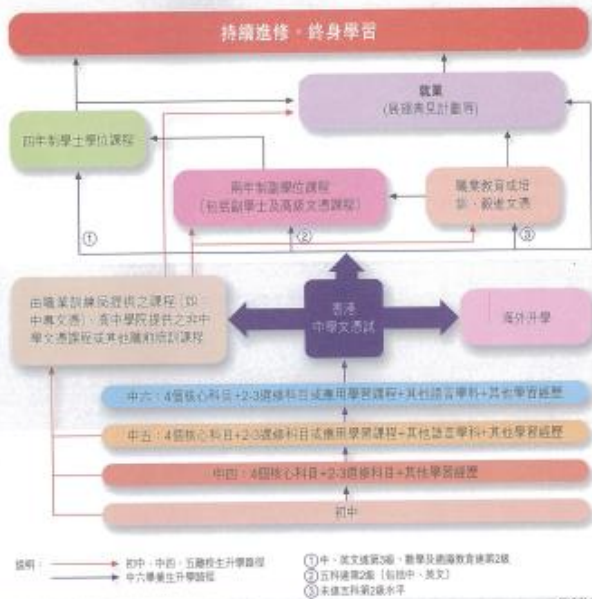 持續進修。終身學習
就業
(展翅青見計劃等)
四年制學士學位課程
兩年制副學位課程
(包括副學士及高級文憑課程)
職業教育或培
訓、毅進文憑
①
②
③
由職業訓練局提供之課程(如:
中專文憑)、高中學院提供之非中
學文憑課程或其他職前培訓課程
香港
中學文憑試
海外升學
中六:4個核心科目+2-3選修科目或應用學習課程+其他語言學科+其他學習經歷
中五:4個核心科目+2-3選修科目或應用學習課程+其他語言學科+其他學習經歷
中四:4個核心科目+2-3選修科目+其他學習經歷
初中
說明:
初中、中四、五離校生升學路徑
中六學業生升學路徑
①中、英文達第3級、數學及通識教育達第2級
②五科達第2級(包括中、英文)
③未達五科第2級水平